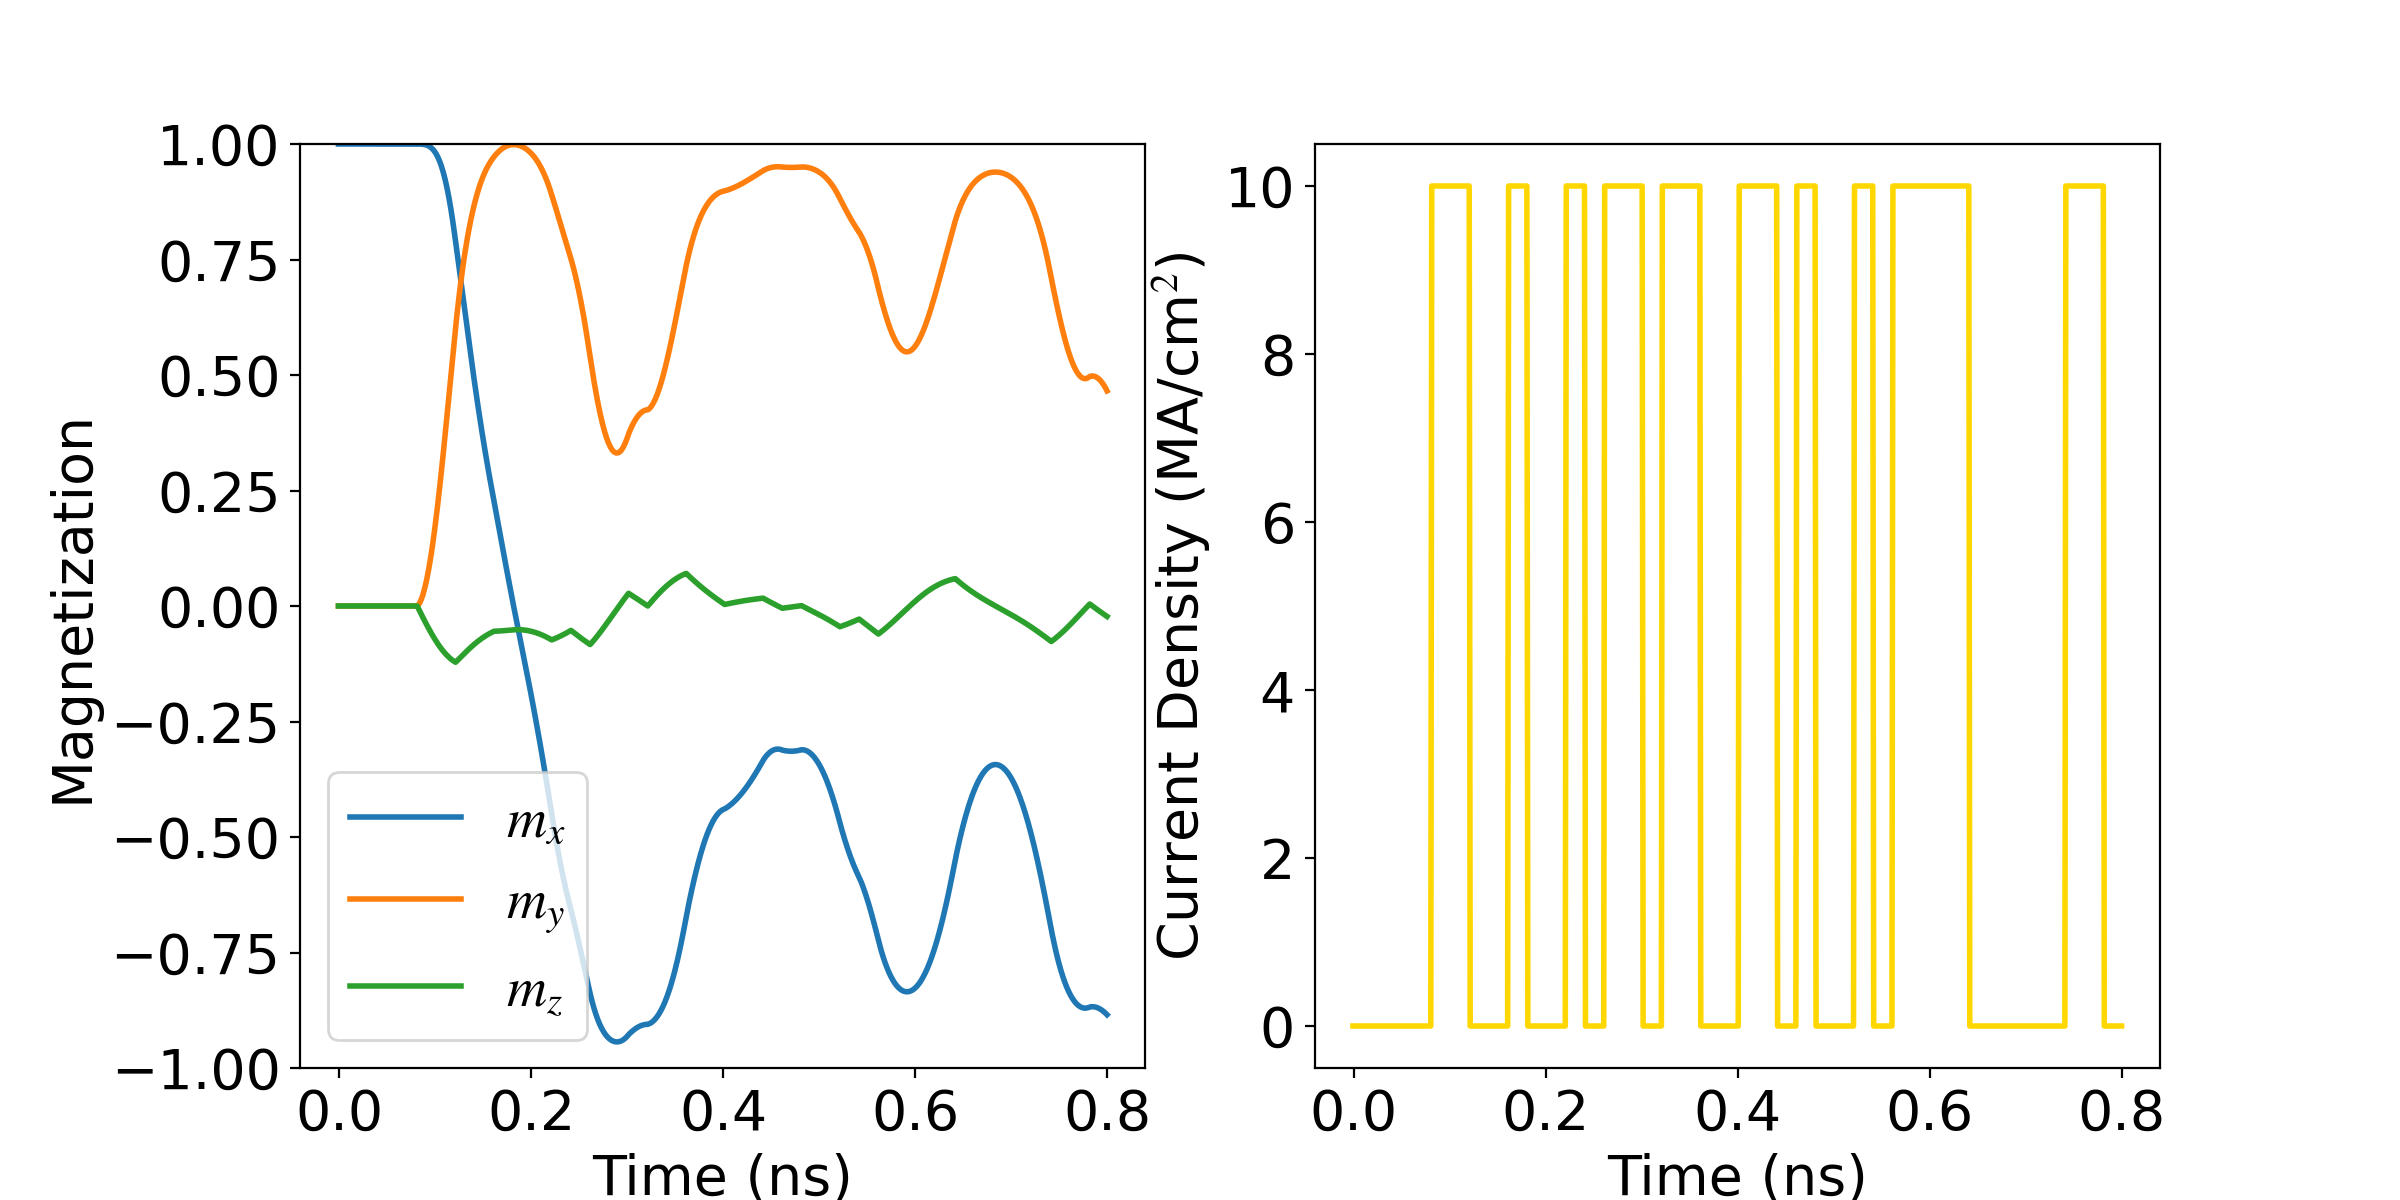 Magnetization
1.00
0.75
0.50
0.25
0.00
−0.25
−0.50
−0.75
−1.00
m_x
m_y
m_z
0.0 0.2 0.4 0.6 0.8
Time (ns)
Current Density (MA/cm²)
10
8
6
4
2
0
0.0 0.2 0.4 0.6 0.8
Time (ns)